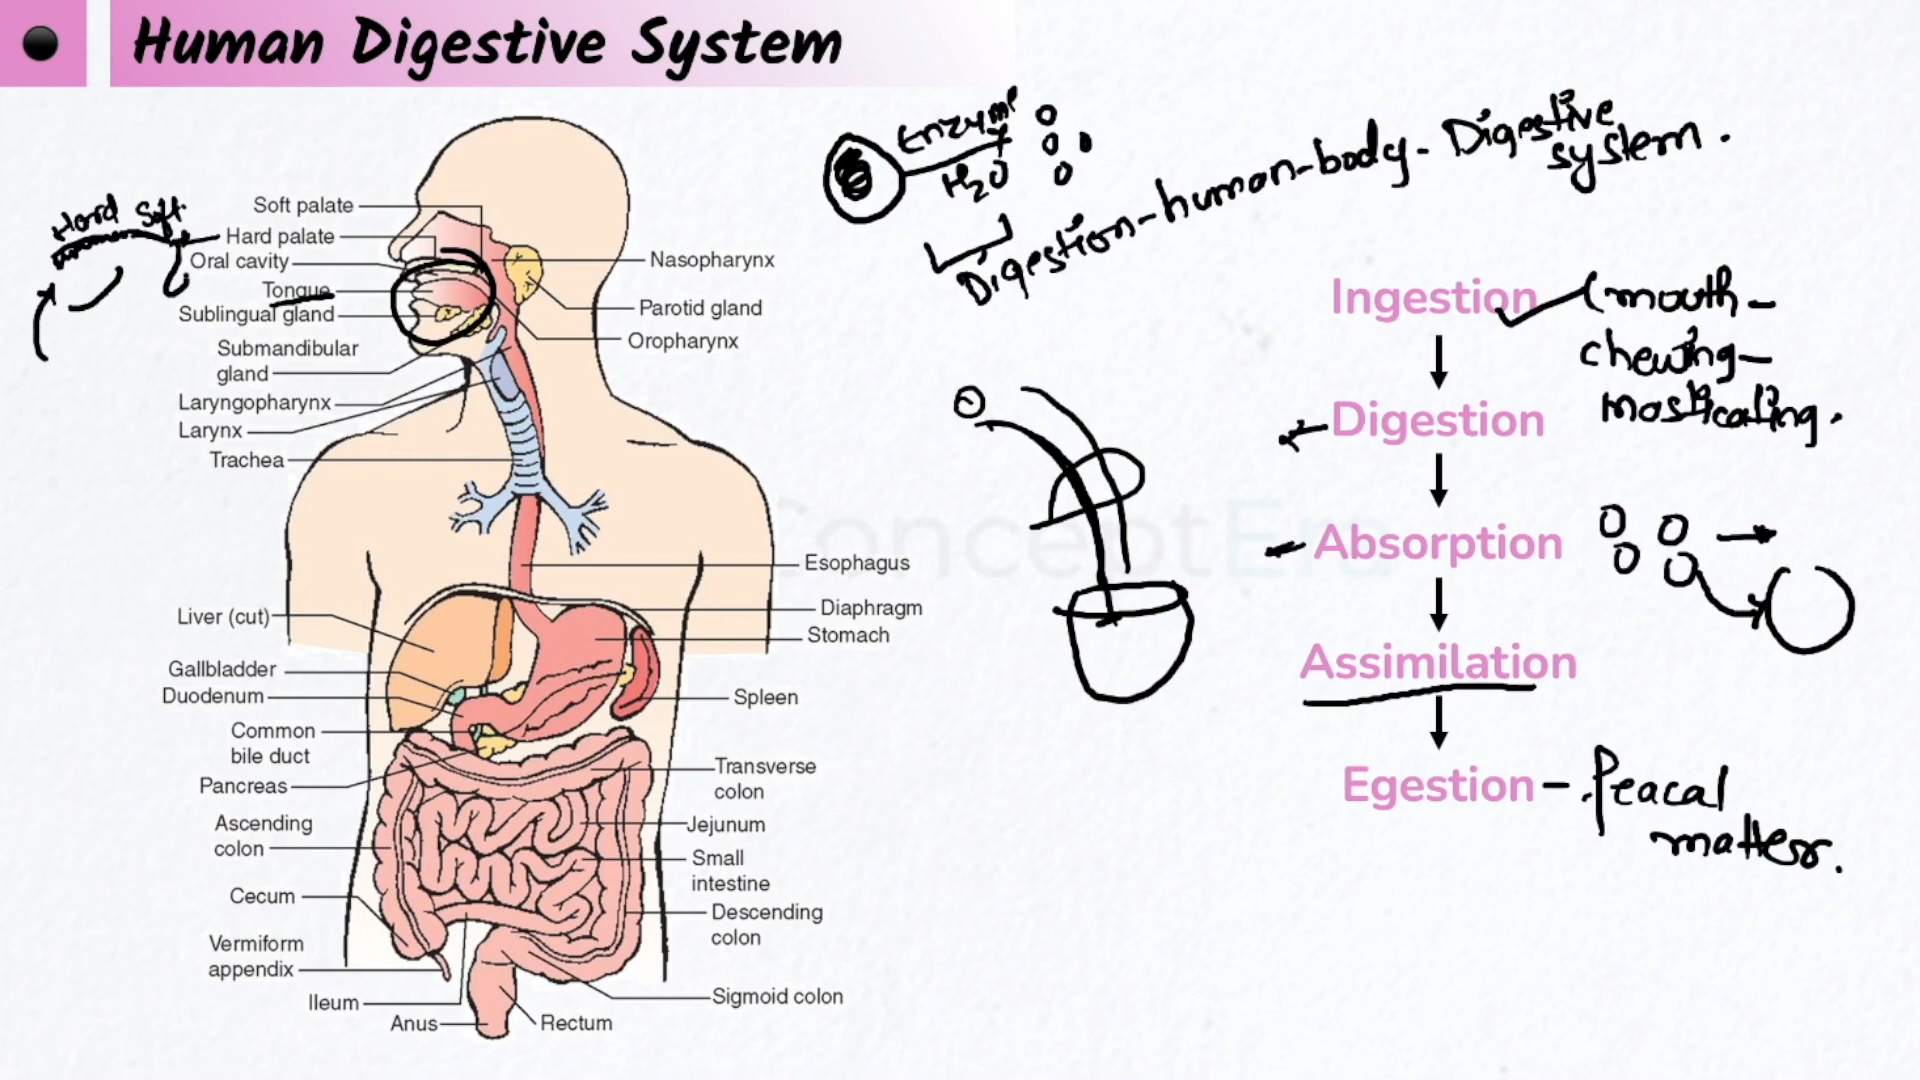 Human Digestive System
Hard Soft
Soft palate
Hard palate
Oral cavity
Tongue
Sublingual gland
Submandibular
gland
Laryngopharynx
Larynx
Trachea
Liver (cut)
Gallbladder
Duodenum
Common
bile duct
Pancreas
Ascending
colon
Cecum
Vermiform
appendix
Ileum
Anus
Rectum
Nasopharynx
Parotid gland
Oropharynx
Esophagus
Diaphragm
Stomach
Spleen
Transverse
colon
Jejunum
Small
intestine
Descending
colon
Sigmoid colon
Enzyme
H2O
Digestion-human-body-Digestive
system.
ConceptEra
Ingestion (mouth-
chewing-
masticating.
Digestion
Absorption
Assimilation
Egestion - Feacal
matter.